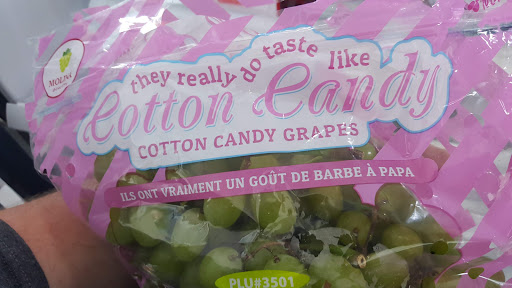 MOLINA
they really do taste like
Cotton Candy
COTTON CANDY GRAPES
ILS ONT VRAIMENT UN GOÛT DE BARBE À PAPA
PLU#3501